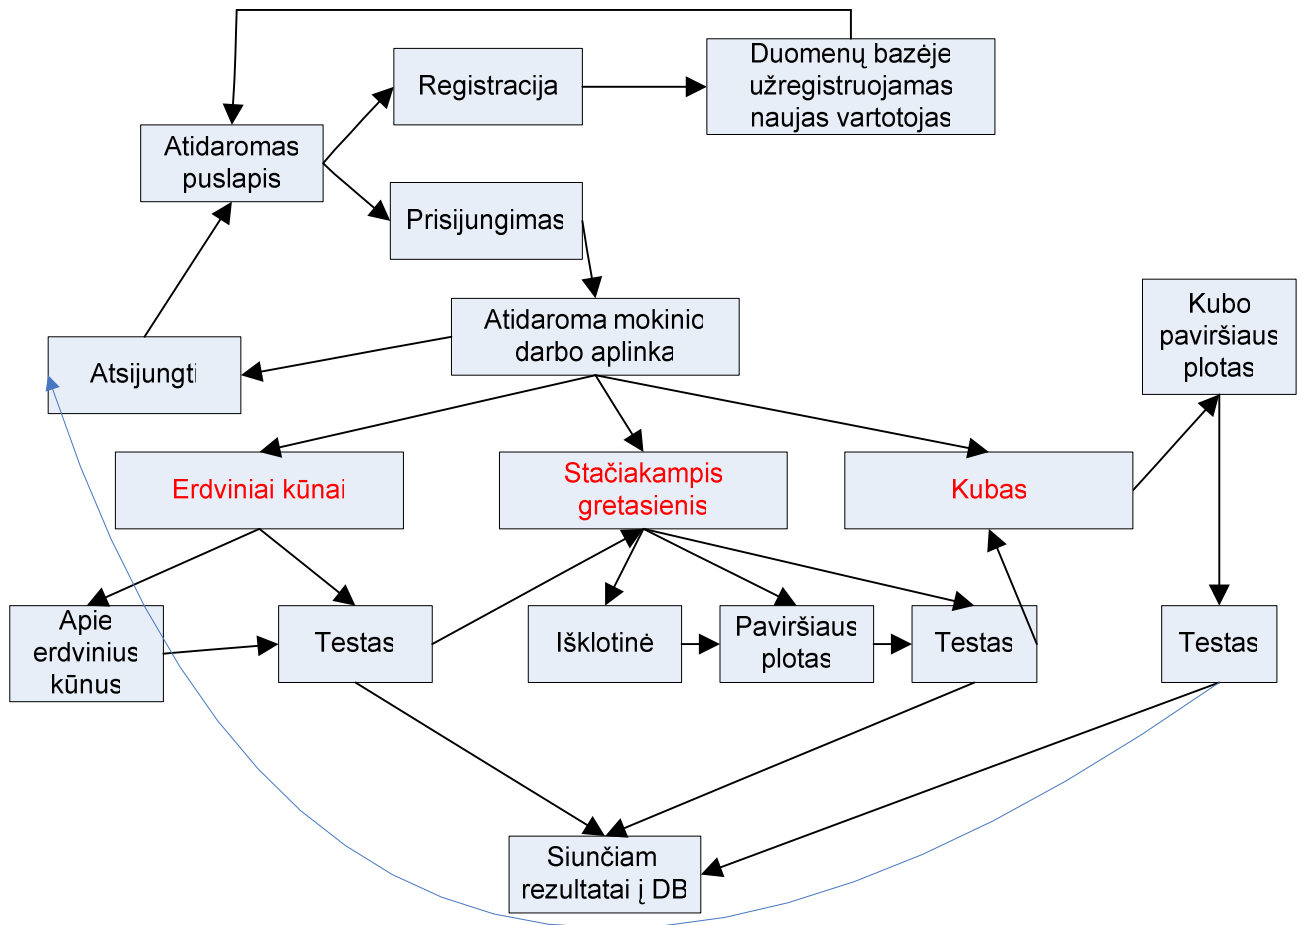 Duomenų bazėje
užregistruojamas
naujas vartotojas
Registracija
Atidaromas
puslapis
Prisijungimas
Atidaroma mokinio
darbo aplinka
Kubo
paviršiaus
plotas
Atsijungti
Erdviniai kūnai
Stačiakampis
gretasienis
Kubas
Apie
erdvinius
kūnus
Testas
Išklotinė
Paviršiaus
plotas
Testas
Testas
Siunčiam
rezultatai į DB